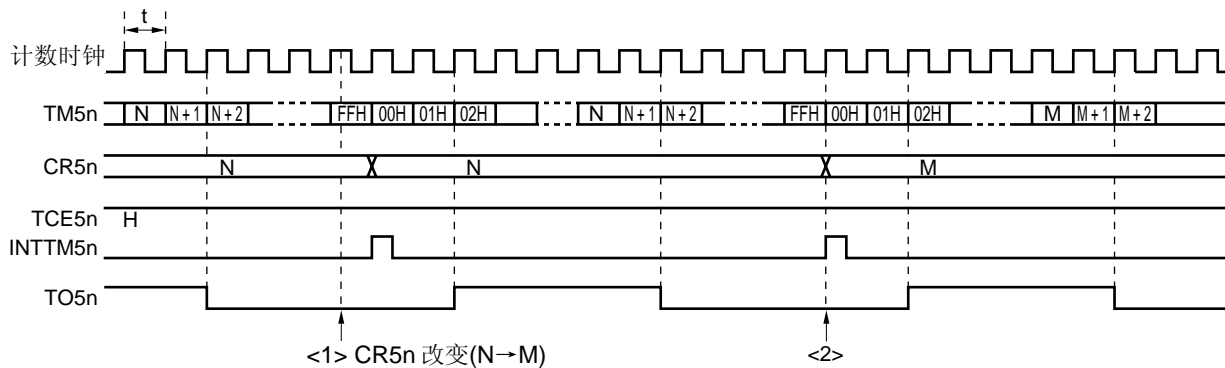 t
计数时钟
TM5n N N+1 N+2 FFH 00H 01H 02H N N+1 N+2 FFH 00H 01H 02H M M+1 M+2
CR5n N N M
TCE5n H
INTTM5n
TO5n
<1> CR5n 改变(N→M) <2>